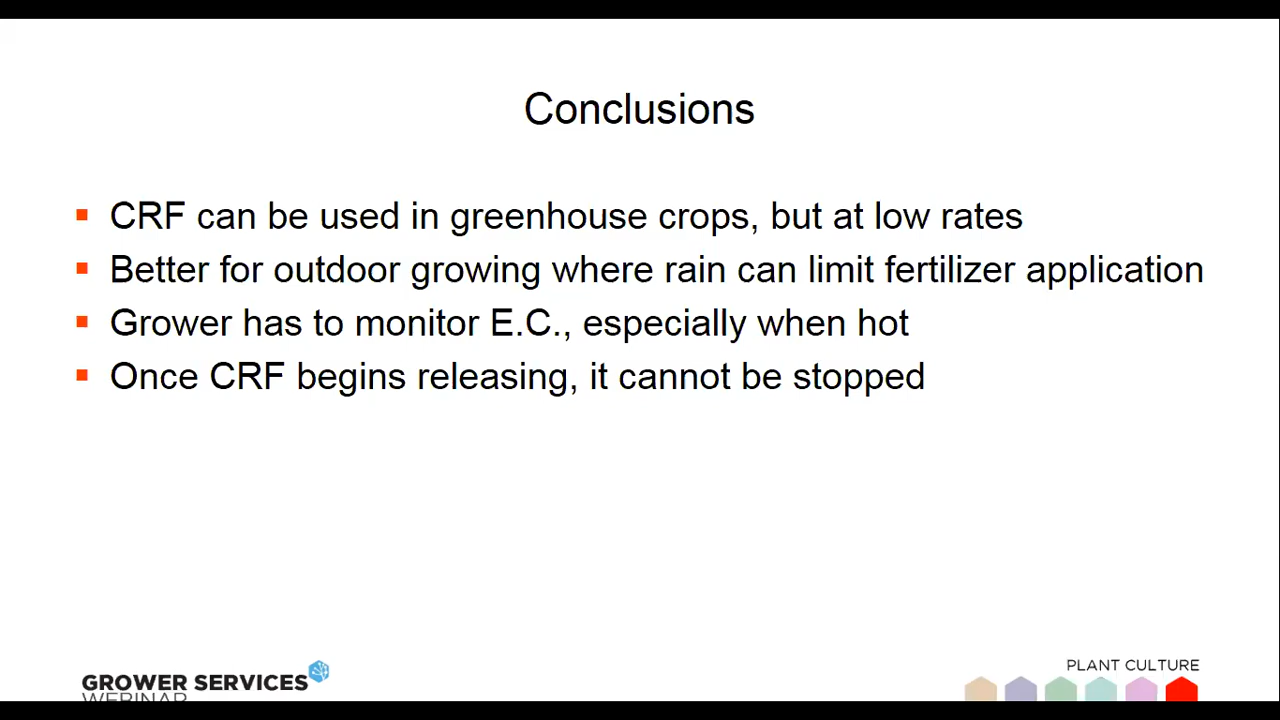 Conclusions
CRF can be used in greenhouse crops, but at low rates
Better for outdoor growing where rain can limit fertilizer application
Grower has to monitor E.C., especially when hot
Once CRF begins releasing, it cannot be stopped
GROWER SERVICES
WEBINAR
PLANT CULTURE